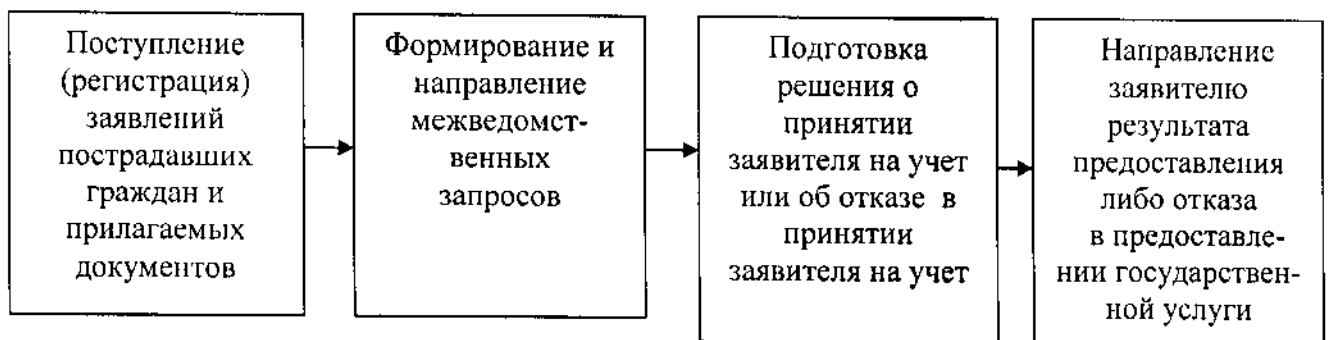 Поступление
(регистрация)
заявлений
пострадавших
граждан и
прилагаемых
документов
Формирование и
направление
межведомст-
венных
запросов
Подготовка
решения о
принятии
заявителя на учет
или об отказе в
принятии
заявителя на учет
Направление
заявителю
результата
предоставления
либо отказа
в предоставле-
нии государствен-
ной услуги